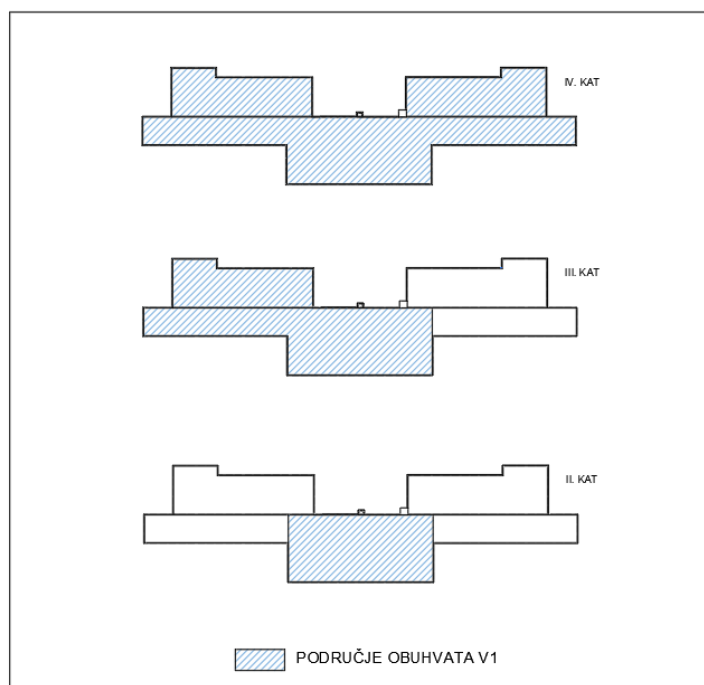 IV. KAT
III. KAT
II. KAT
PODRUČJE OBUHVATA V1